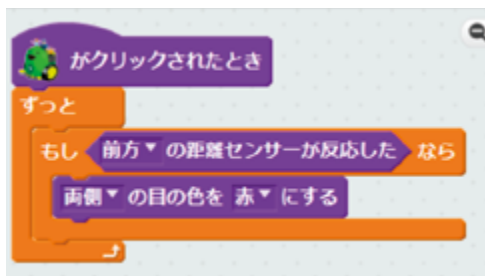 がクリックされたとき
ずっと
もし 前方 の距離センサーが反応した なら
両側 の目の色を 赤 にする